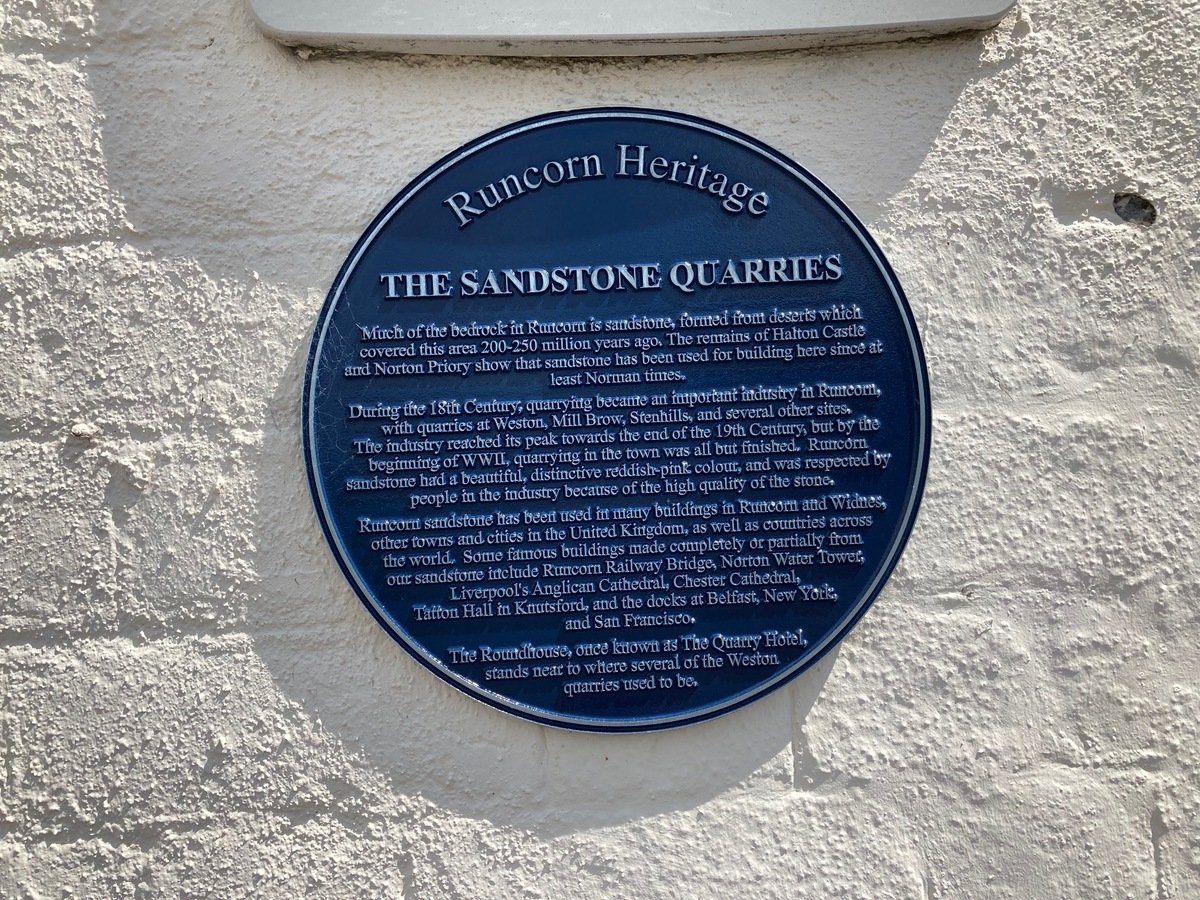 Runcorn Heritage
THE SANDSTONE QUARRIES
Much of the bedrock in Runcorn is sandstone, formed from deserts which
covered this area 200-250 million years ago. The remains of Halton Castle
and Norton Priory show that sandstone has been used for building here since at
least Norman times.
During the 18th Century, quarrying became an important industry in Runcorn,
with quarries at Weston, Mill Brow, Stenhills, and several other sites.
The industry reached its peak towards the end of the 19th Century, but by the
beginning of WWII, quarrying in the town was all but finished. Runcorn
sandstone had a beautiful, distinctive reddish-pink colour, and was respected by
people in the industry because of the high quality of the stone.
Runcorn sandstone has been used in many buildings in Runcorn and Widnes,
other towns and cities in the United Kingdom, as well as countries across
the world. Some famous buildings made completely or partially from
our sandstone include Runcorn Railway Bridge, Norton Water Tower,
Liverpool's Anglican Cathedral, Chester Cathedral,
Tatton Hall in Knutsford, and the docks at Belfast, New York,
and San Francisco.
The Roundhouse, once known as The Quarry Hotel,
stands near to where several of the Weston
quarries used to be.